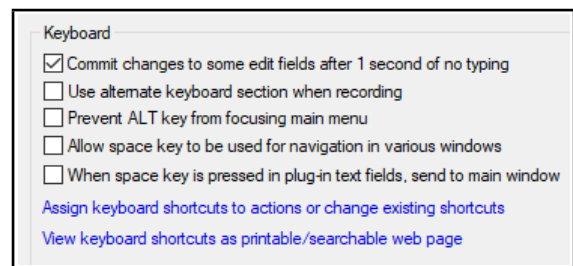 Keyboard
Commit changes to some edit fields after 1 second of no typing
Use alternate keyboard section when recording
Prevent ALT key from focusing main menu
Allow space key to be used for navigation in various windows
When space key is pressed in plug-in text fields, send to main window
Assign keyboard shortcuts to actions or change existing shortcuts
View keyboard shortcuts as printable/searchable web page